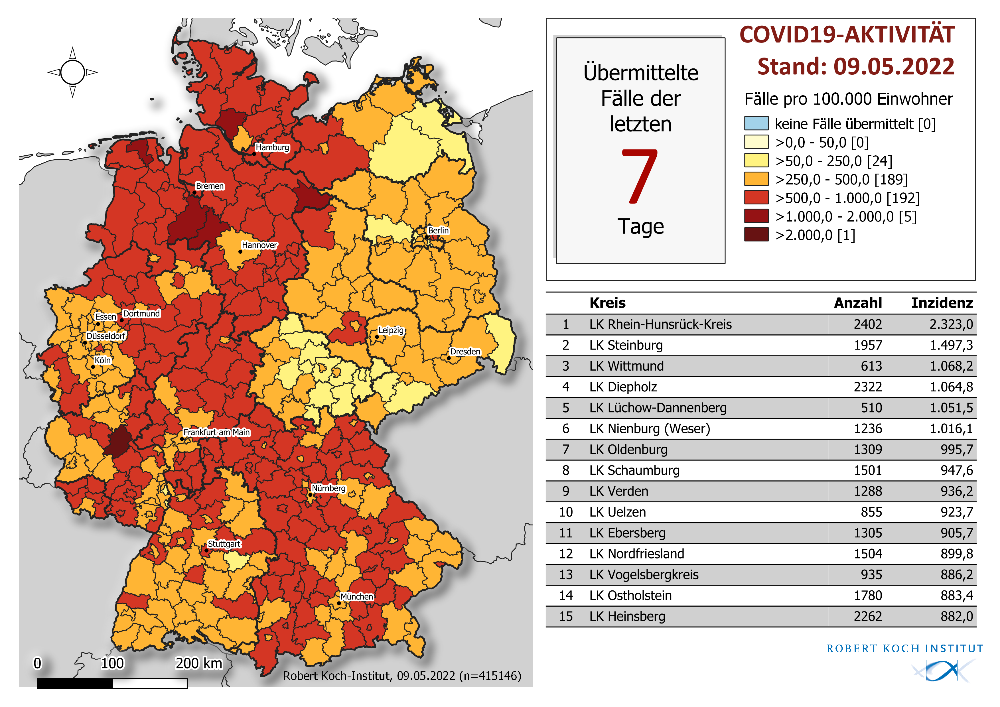 Hamburg
Bremen
Berlin
Hannover
Essen
Dortmund
Düsseldorf
Leipzig
Köln
Dresden
Frankfurt am Main
Nürnberg
Stuttgart
München
0 100 200 km
Robert Koch-Institut, 09.05.2022 (n=415146)
Übermittelte
Fälle der
letzten
7
Tage
COVID19-AKTIVITÄT
Stand: 09.05.2022
Fälle pro 100.000 Einwohner
keine Fälle übermittelt [0]
>0,0 - 50,0 [0]
>50,0 - 250,0 [24]
>250,0 - 500,0 [189]
>500,0 - 1.000,0 [192]
>1.000,0 - 2.000,0 [5]
>2.000,0 [1]
Kreis Anzahl Inzidenz
1 LK Rhein-Hunsrück-Kreis 2402 2.323,0
2 LK Steinburg 1957 1.497,3
3 LK Wittmund 613 1.068,2
4 LK Diepholz 2322 1.064,8
5 LK Lüchow-Dannenberg 510 1.051,5
6 LK Nienburg (Weser) 1236 1.016,1
7 LK Oldenburg 1309 995,7
8 LK Schaumburg 1501 947,6
9 LK Verden 1288 936,2
10 LK Uelzen 855 923,7
11 LK Ebersberg 1305 905,7
12 LK Nordfriesland 1504 899,8
13 LK Vogelsbergkreis 935 886,2
14 LK Ostholstein 1780 883,4
15 LK Heinsberg 2262 882,0
ROBERT KOCH INSTITUT